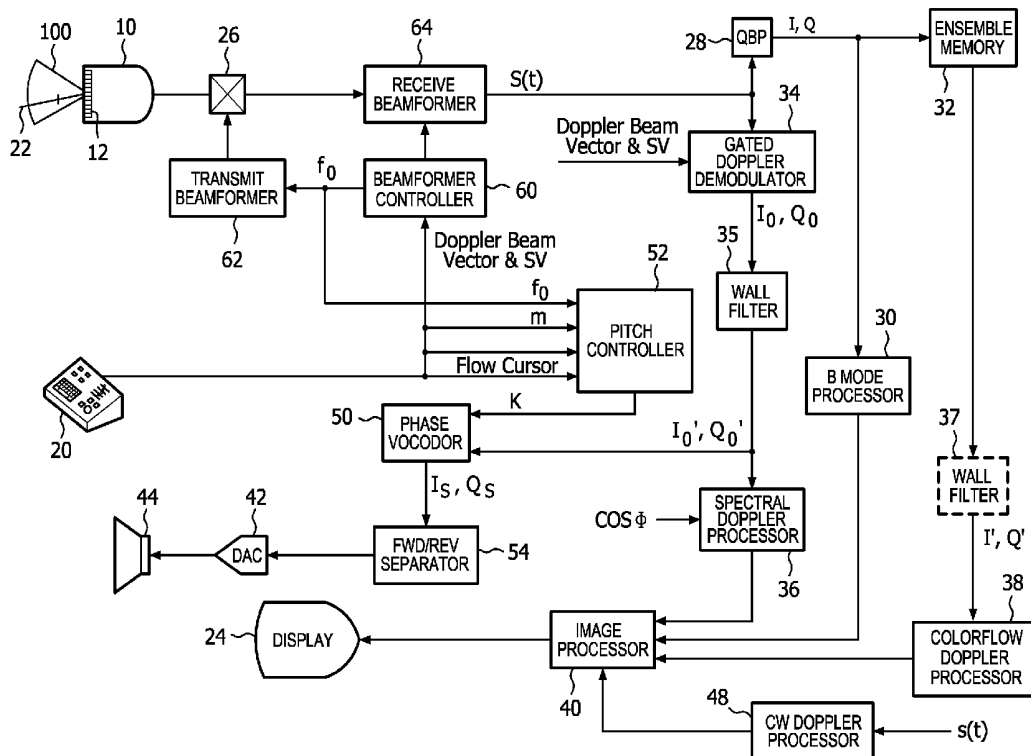 100
10
26
64
RECEIVE
BEAMFORMER
S(t)
28
QBP
I, Q
ENSEMBLE
MEMORY
32
22
12
TRANSMIT
BEAMFORMER
62
f0
BEAMFORMER
CONTROLLER
60
Doppler Beam
Vector & SV
34
GATED
DOPPLER
DEMODULATOR
I0, Q0
Doppler Beam
Vector & SV
52
35
WALL
FILTER
f0
m
Flow Cursor
PITCH
CONTROLLER
30
B MODE
PROCESSOR
20
K
50
PHASE
VOCODOR
I0', Q0'
37
WALL
FILTER
IS, QS
COS Φ
SPECTRAL
DOPPLER
PROCESSOR
36
I', Q'
44
42
DAC
FWD/REV
SEPARATOR
54
38
24
DISPLAY
IMAGE
PROCESSOR
40
COLORFLOW
DOPPLER
PROCESSOR
48
CW DOPPLER
PROCESSOR
s(t)